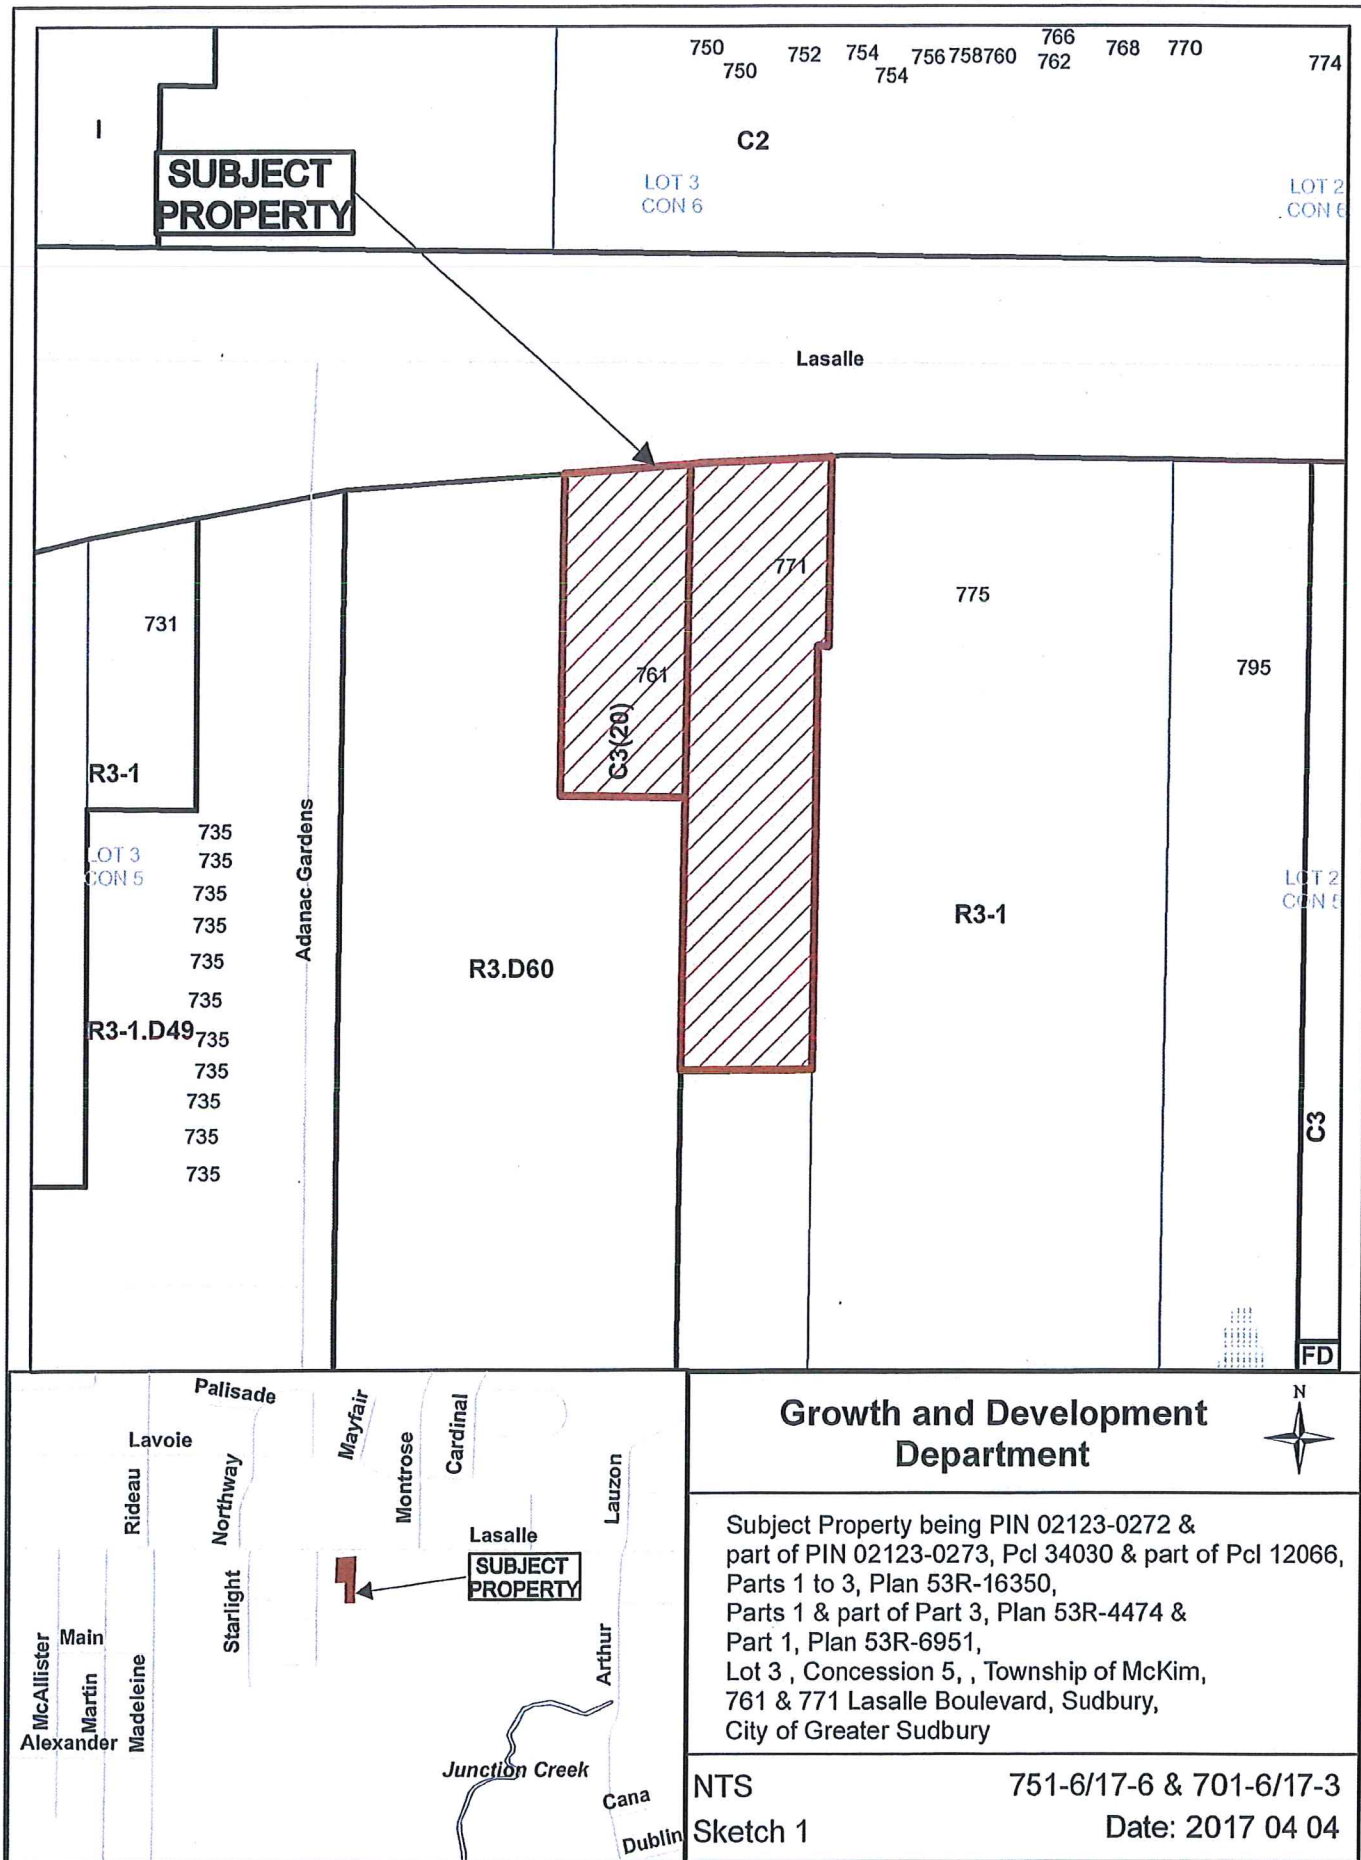 750
750
752
754
754
756
758
760
766
762
768
770
774
I
C2
SUBJECT
PROPERTY
LOT 3
CON 6
LOT 2
CON 6
Lasalle
731
771
775
761
795
C3(20)
R3-1
735
735
735
735
735
735
735
735
735
735
735
LOT 3
CON 5
Adanac Gardens
LOT 2
CON 5
R3-1
R3.D60
R3-1.D49
C3
FD
Palisade
Lavoie
Rideau
Northway
Mayfair
Montrose
Cardinal
Lauzon
Lasalle
SUBJECT
PROPERTY
Starlight
McAllister
Main
Martin
Madeleine
Alexander
Arthur
Junction Creek
Cana
Dublin
Growth and Development
Department
N
Subject Property being PIN 02123-0272 &
part of PIN 02123-0273, Pcl 34030 & part of Pcl 12066,
Parts 1 to 3, Plan 53R-16350,
Parts 1 & part of Part 3, Plan 53R-4474 &
Part 1, Plan 53R-6951,
Lot 3 , Concession 5, , Township of McKim,
761 & 771 Lasalle Boulevard, Sudbury,
City of Greater Sudbury
NTS
751-6/17-6 & 701-6/17-3
Sketch 1
Date: 2017 04 04